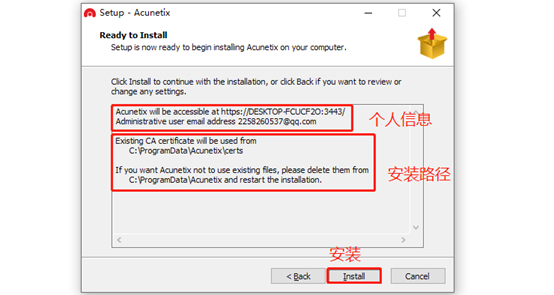 Setup - Acunetix
Ready to Install
Setup is now ready to begin installing Acunetix on your computer.
Click Install to continue with the installation, or click Back if you want to review or
change any settings.
Acunetix will be accessible at https://DESKTOP-FCUCF2O:3443/
Administrative user email address 2258260537@qq.com
个人信息
Existing CA certificate will be used from
C:\ProgramData\Acunetix\certs
If you want Acunetix not to use existing files, please delete them from
C:\ProgramData\Acunetix and restart the installation.
安装路径
安装
< Back
Install
Cancel